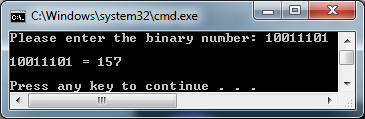 C:\Windows\system32\cmd.exe
Please enter the binary number: 10011101
10011101 = 157
Press any key to continue . . .